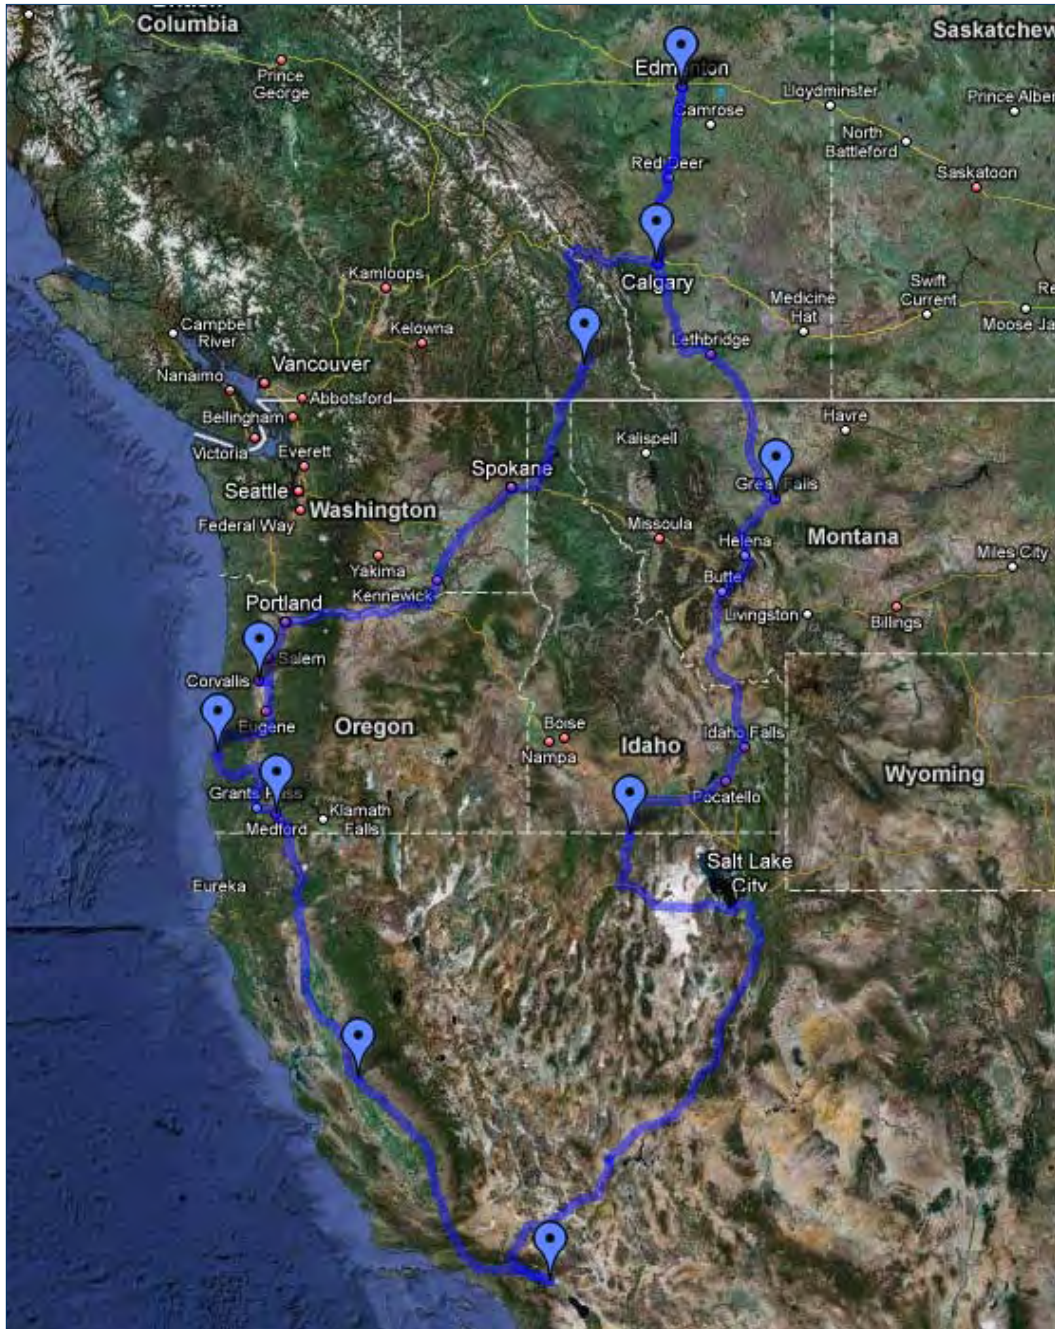 British
Columbia
Saskatchew
Prince
George
Edmonton
Lloydminster
Prince Alber
Camrose
North
Battleford
Red Deer
Saskatoon
Kamloops
Calgary
Swift
Current
Re
Medicine
Hat
Moose Ja
Campbell
River
Kelowna
Lethbridge
Vancouver
Nanaimo
Abbotsford
Bellingham
Havre
Victoria
Everett
Kalispell
Spokane
Great Falls
Seattle
Federal Way
Washington
Missoula
Helena
Montana
Miles City
Yakima
Kennewick
Butte
Livingston
Billings
Portland
Salem
Corvallis
Eugene
Oregon
Boise
Nampa
Idaho
Idaho Falls
Wyoming
Grants Pass
Pocatello
Medford
Klamath
Falls
Salt Lake
City
Eureka